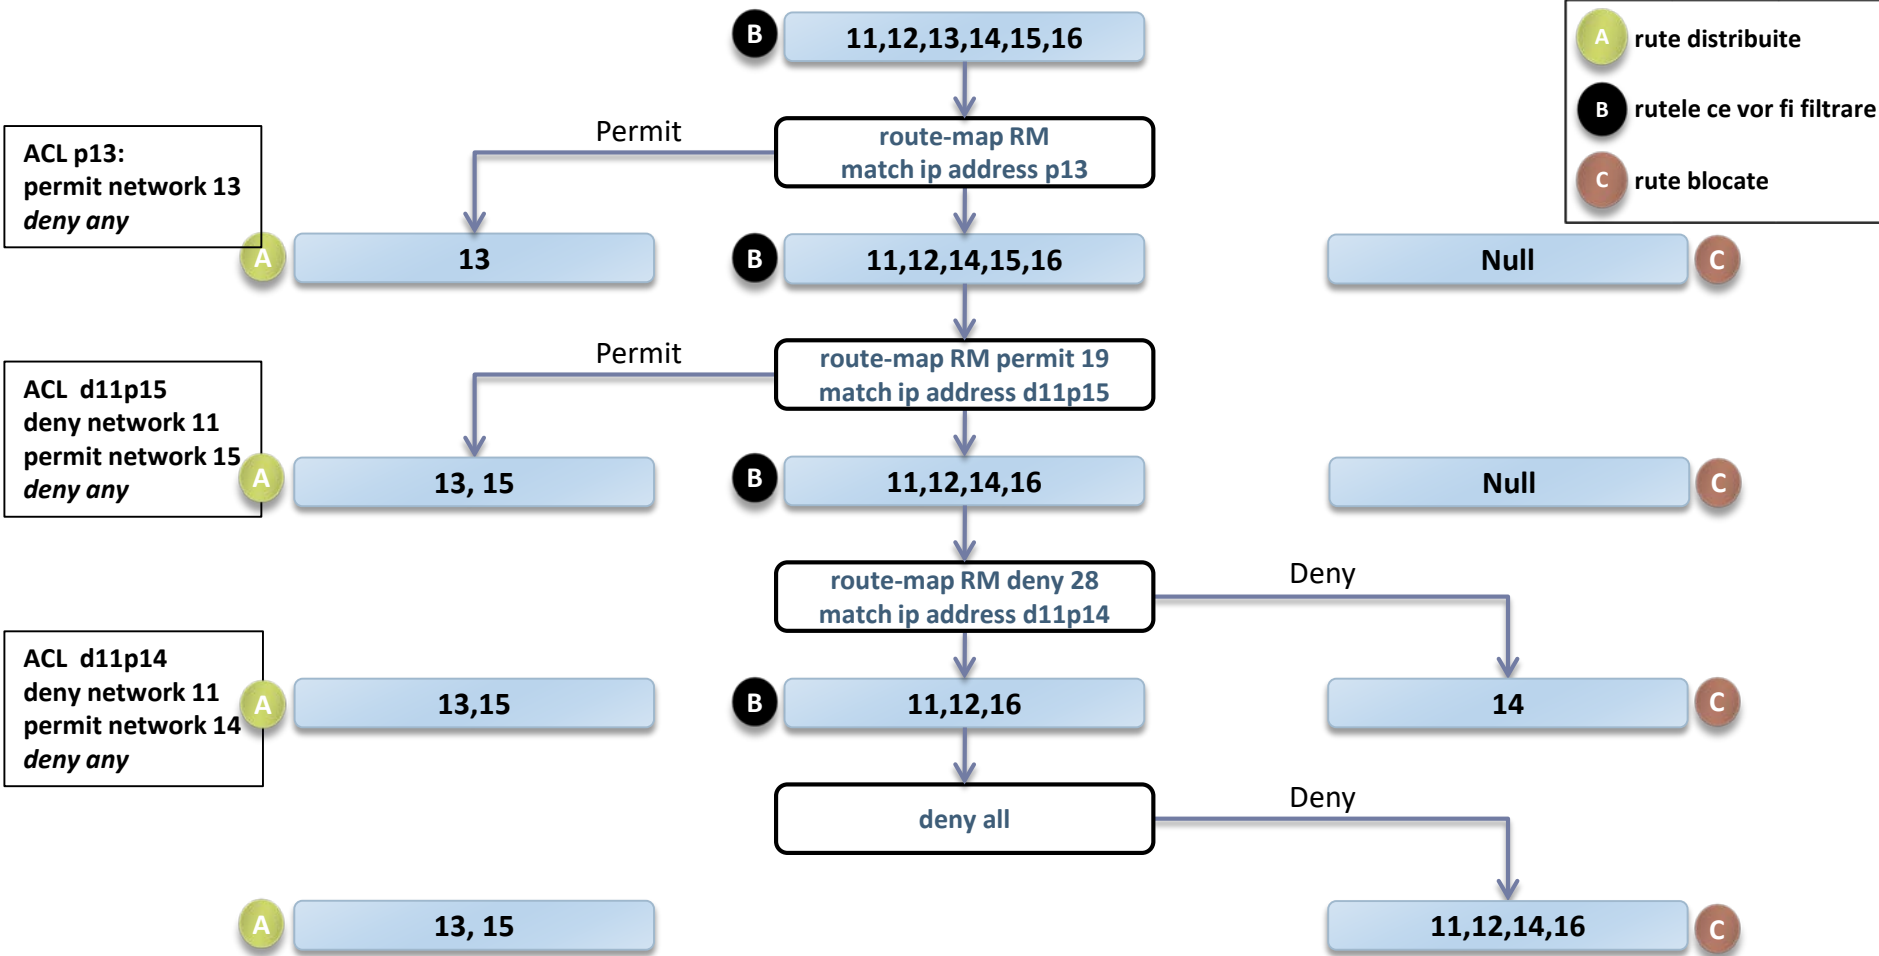 B
11,12,13,14,15,16
A
rute distribuite
B
rutele ce vor fi filtrare
C
rute blocate
ACL p13:
permit network 13
deny any
Permit
route-map RM
match ip address p13
A
13
B
11,12,14,15,16
Null
C
ACL d11p15
deny network 11
permit network 15
deny any
Permit
route-map RM permit 19
match ip address d11p15
A
13, 15
B
11,12,14,16
Null
C
route-map RM deny 28
match ip address d11p14
Deny
ACL d11p14
deny network 11
permit network 14
deny any
A
13,15
B
11,12,16
14
C
deny all
Deny
A
13, 15
11,12,14,16
C